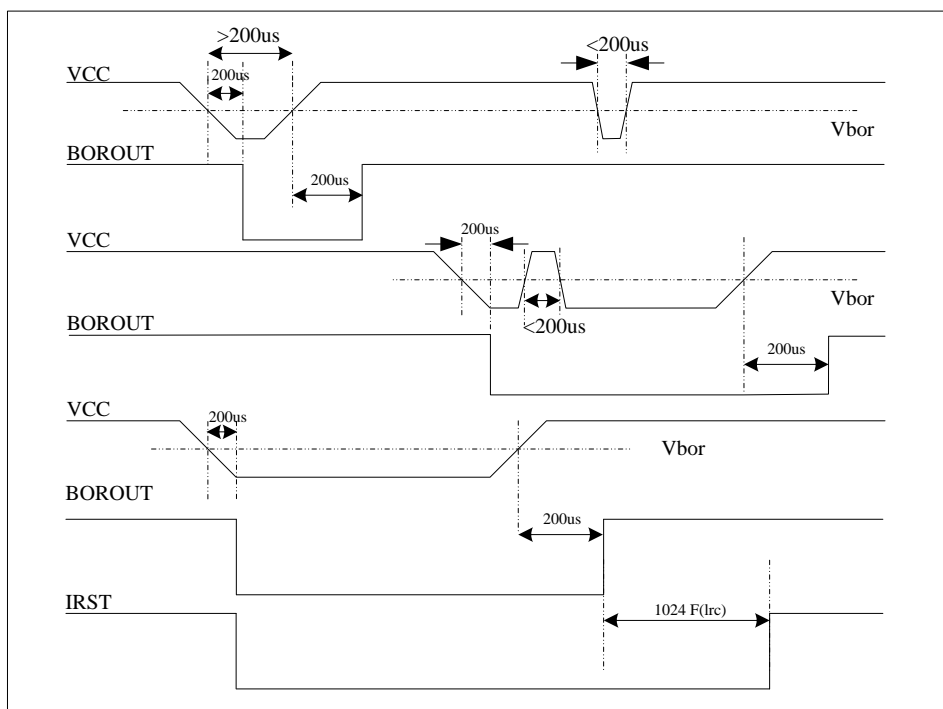 >200us
<200us
VCC
200us
Vbor
BOROUT
200us
200us
VCC
Vbor
<200us
BOROUT
200us
VCC
200us
Vbor
BOROUT
200us
IRST
1024 F(lrc)